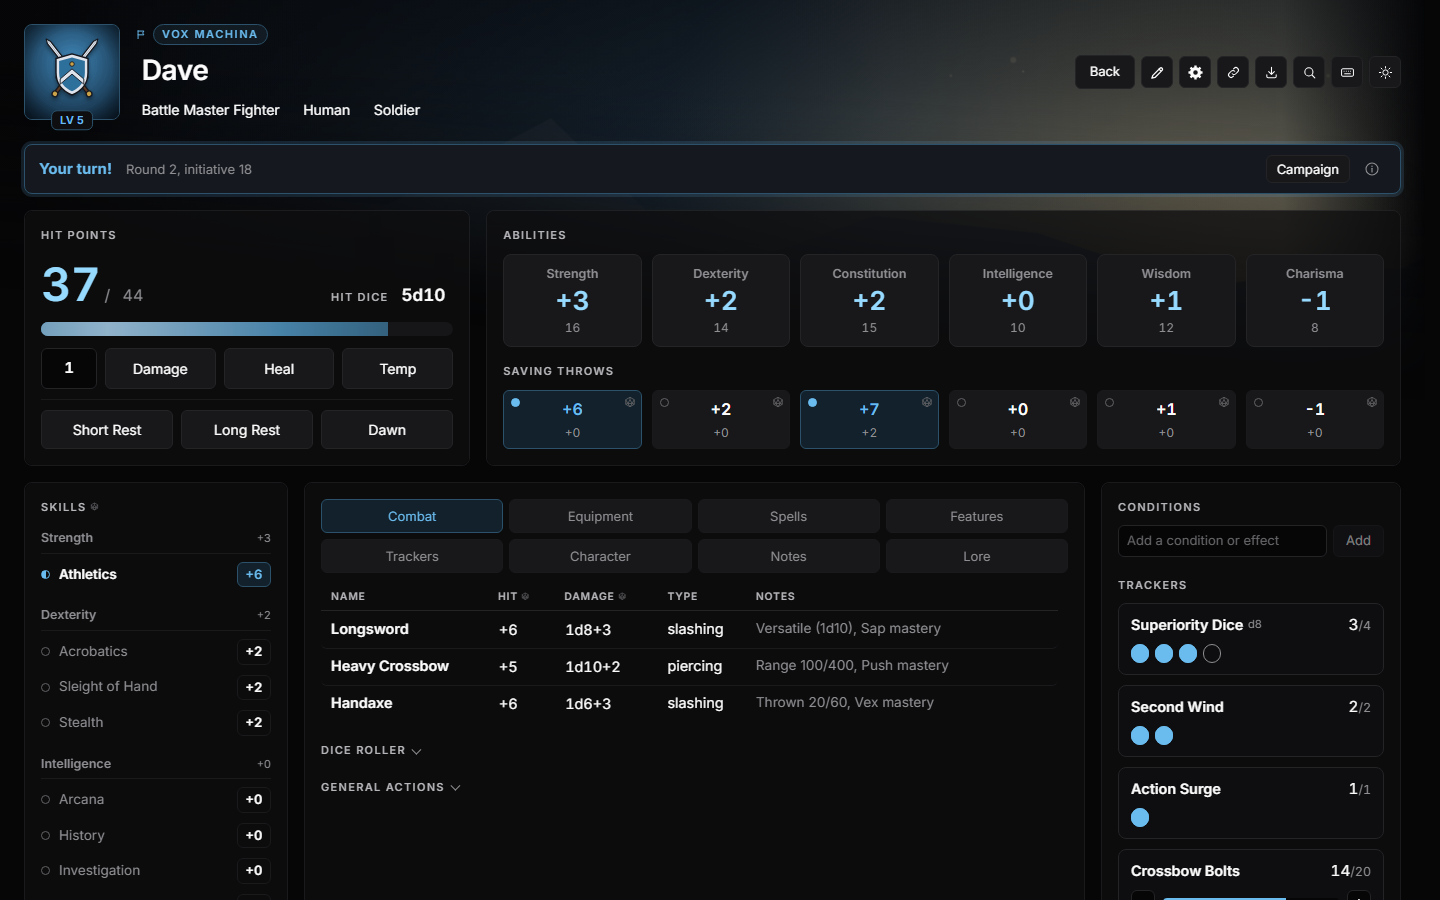 VOX MACHINA
Dave
Battle Master Fighter Human Soldier
LV 5
Back
Your turn! Round 2, initiative 18
Campaign
HIT POINTS
37 / 44
HIT DICE 5d10
1 Damage Heal Temp
Short Rest Long Rest Dawn
ABILITIES
Strength Dexterity Constitution Intelligence Wisdom Charisma
+3 +2 +2 +0 +1 -1
16 14 15 10 12 8
SAVING THROWS
+6 +2 +7 +0 +1 -1
+0 +0 +2 +0 +0 +0
SKILLS
Strength +3
Athletics +6
Dexterity +2
Acrobatics +2
Sleight of Hand +2
Stealth +2
Intelligence +0
Arcana +0
History +0
Investigation +0
Combat Equipment Spells Features
Trackers Character Notes Lore
NAME HIT DAMAGE TYPE NOTES
Longsword +6 1d8+3 slashing Versatile (1d10), Sap mastery
Heavy Crossbow +5 1d10+2 piercing Range 100/400, Push mastery
Handaxe +6 1d6+3 slashing Thrown 20/60, Vex mastery
DICE ROLLER
GENERAL ACTIONS
CONDITIONS
Add a condition or effect Add
TRACKERS
Superiority Dice d8 3/4
Second Wind 2/2
Action Surge 1/1
Crossbow Bolts 14/20